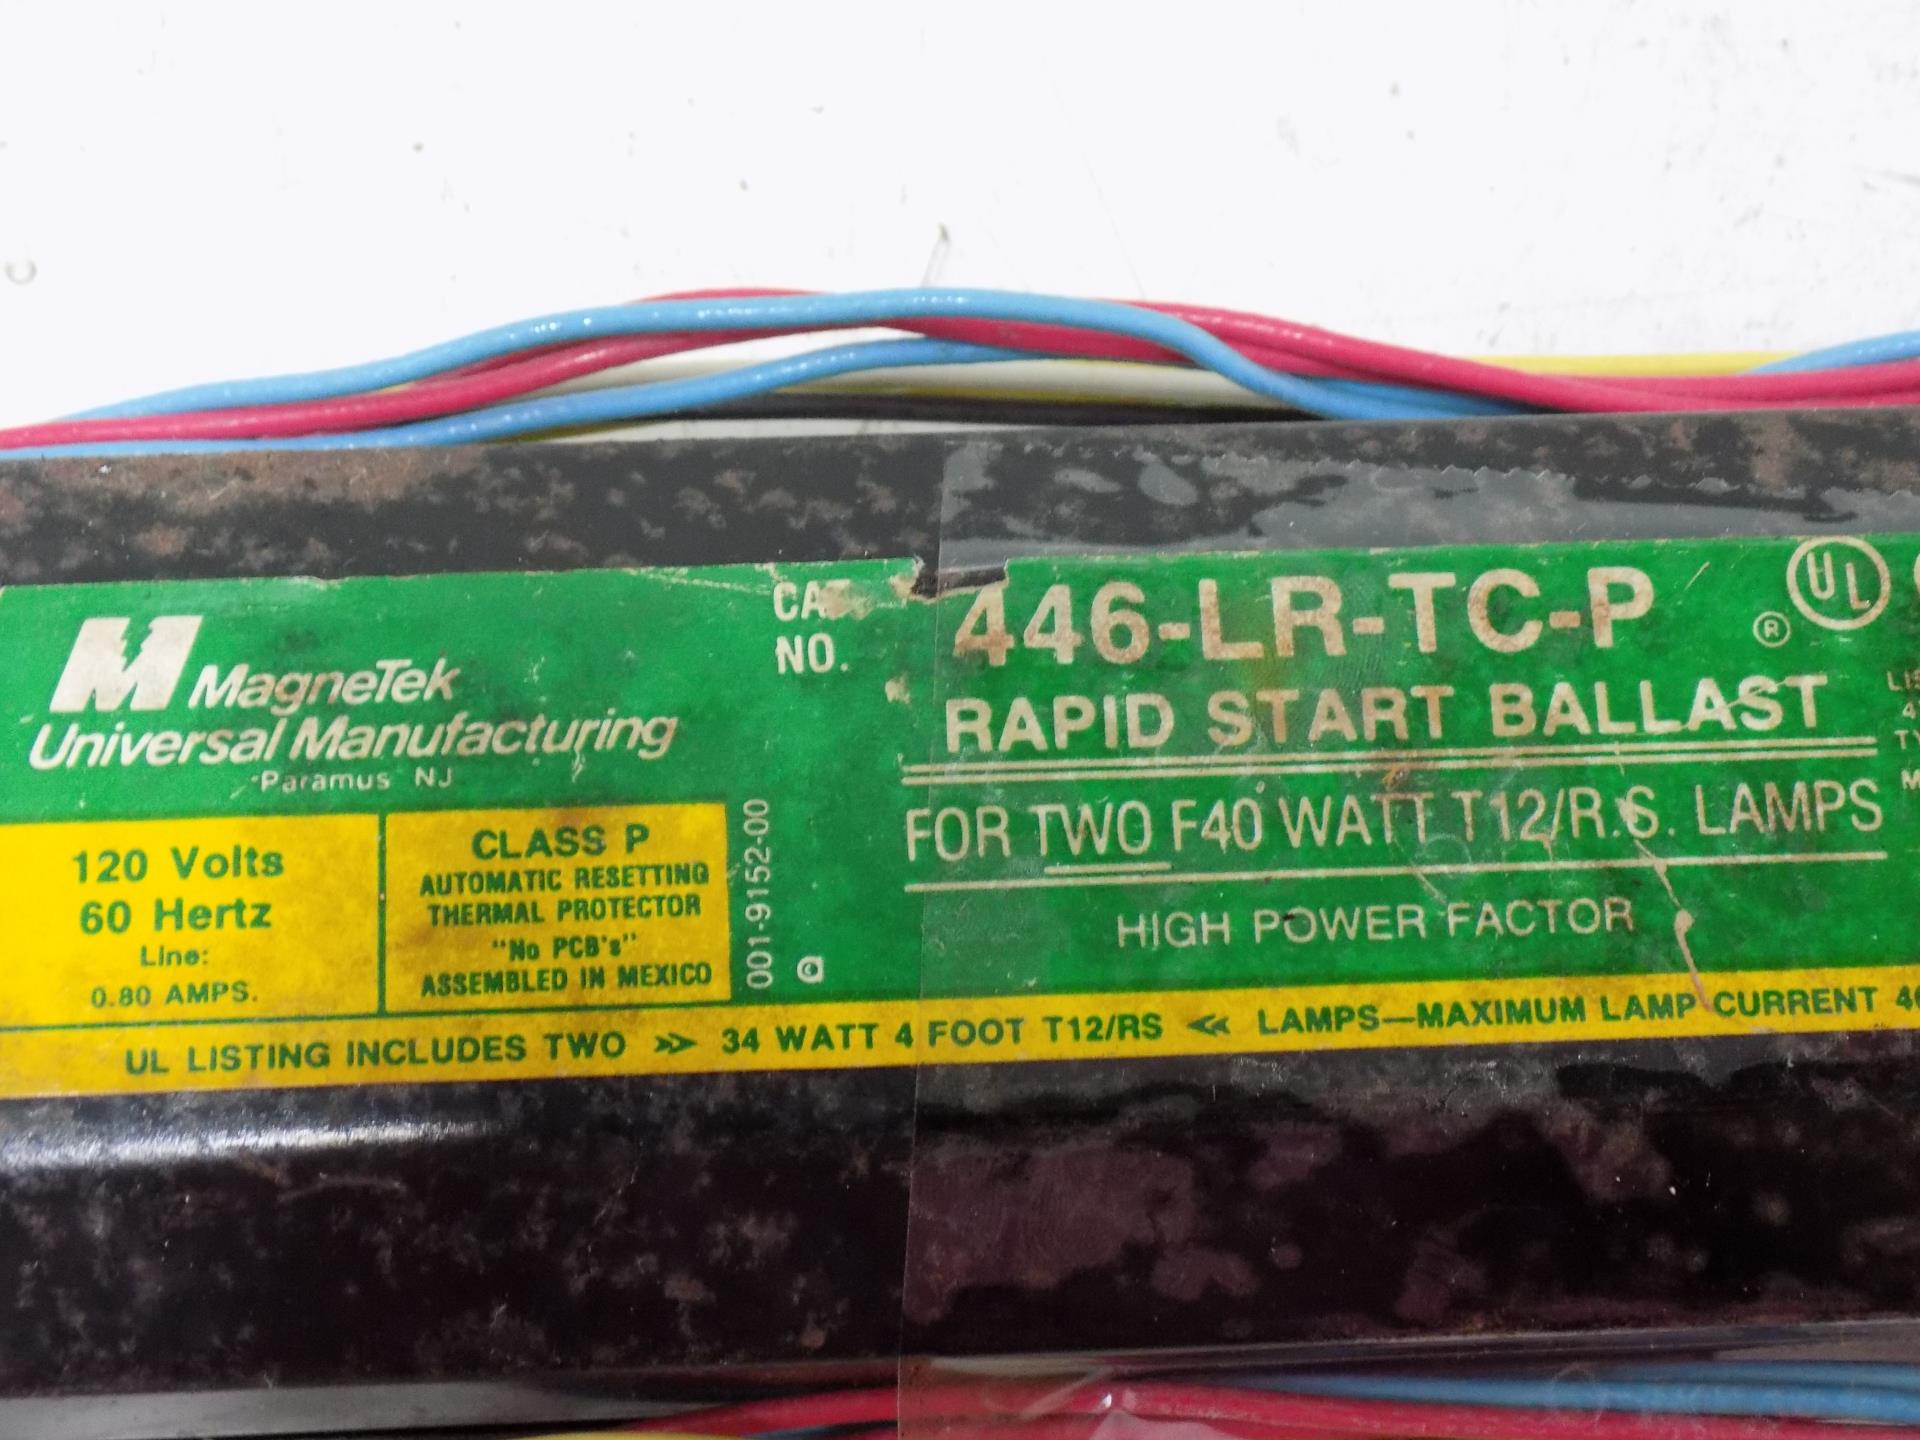 MagneTek
Universal Manufacturing
Paramus NJ
120 Volts
60 Hertz
Line:
0.80 AMPS.
CLASS P
AUTOMATIC RESETTING
THERMAL PROTECTOR
"No PCB's"
ASSEMBLED IN MEXICO
001-9152-00
CAT.
NO.
446-LR-TC-P
® UL
RAPID START BALLAST
FOR TWO F40 WATT T12/R.S. LAMPS
HIGH POWER FACTOR
UL LISTING INCLUDES TWO >> 34 WATT 4 FOOT T12/RS << LAMPS—MAXIMUM LAMP CURRENT